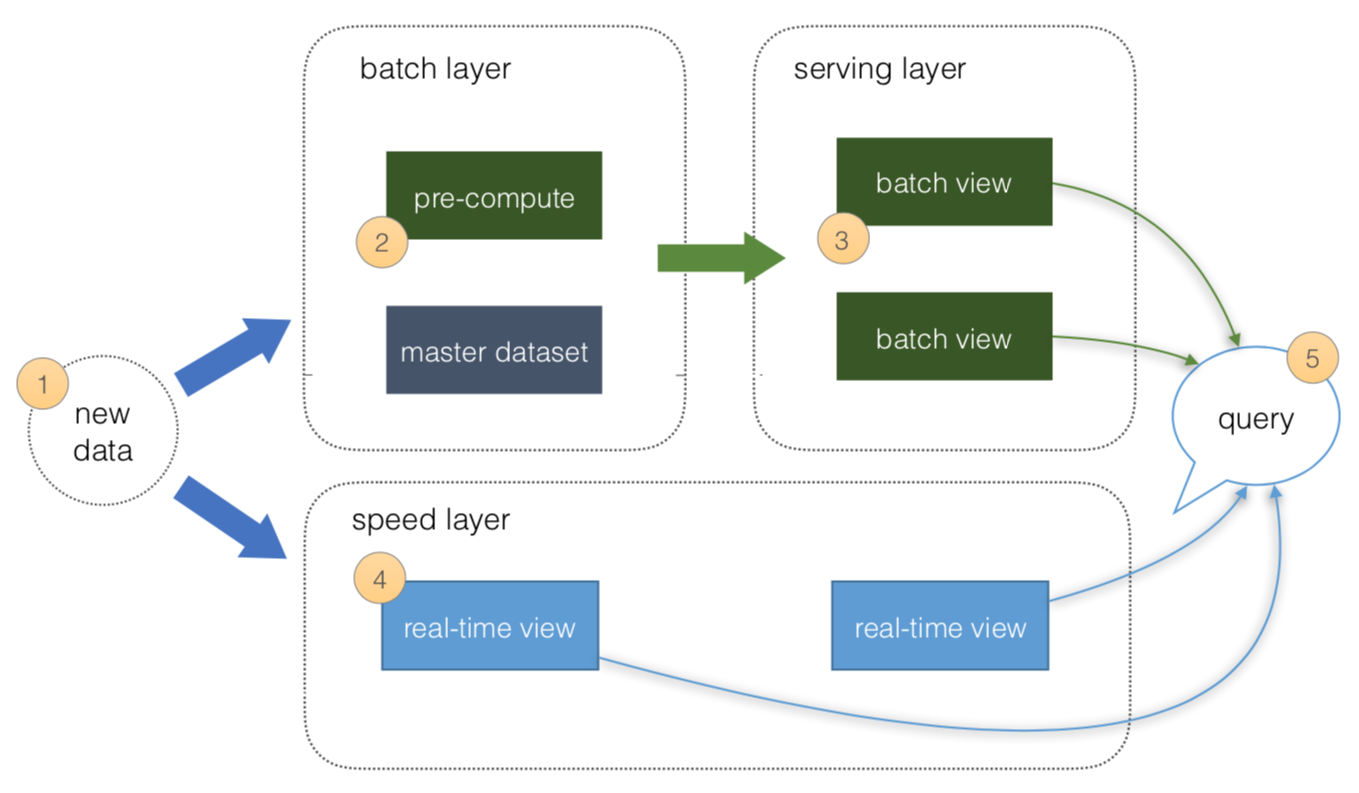 batch layer
pre-compute
2
master dataset
serving layer
batch view
3
batch view
1
new
data
speed layer
4
real-time view
real-time view
5
query